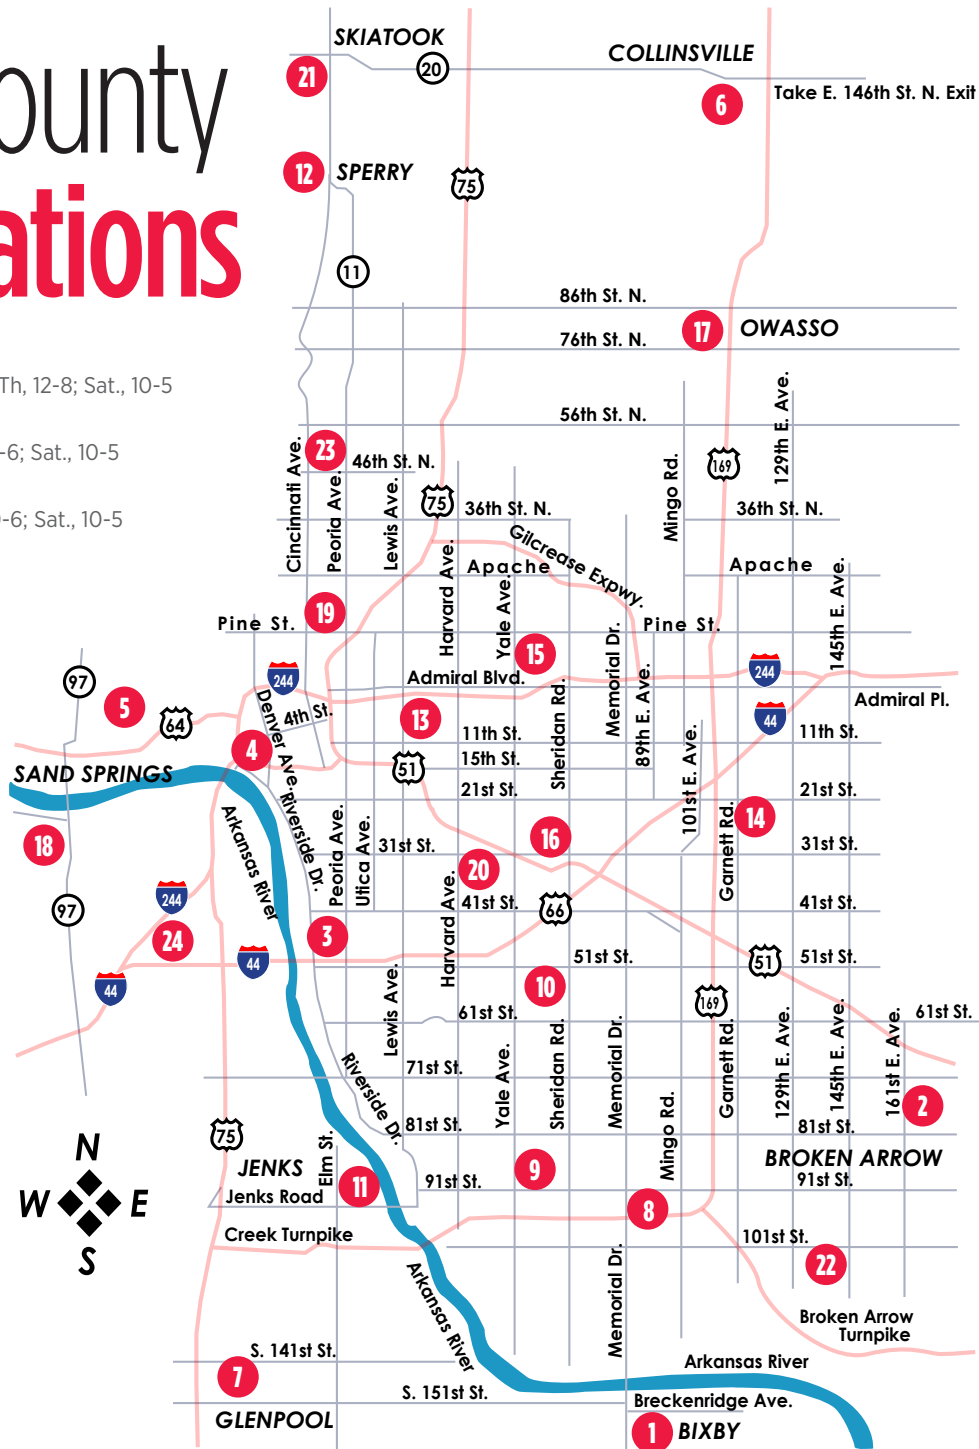 ounty
ations
Th, 12-8; Sat., 10-5
-6; Sat., 10-5
-6; Sat., 10-5
SKIATOOK
COLLINSVILLE
21
20
6
Take E. 146th St. N. Exit
12
SPERRY
75
11
86th St. N.
17
OWASSO
76th St. N.
56th St. N.
129th E. Ave.
23
46th St. N.
169
Cincinnati Ave.
Peoria Ave.
Lewis Ave.
75
Mingo Rd.
36th St. N.
36th St. N.
Gilcrease Expwy.
Harvard Ave.
Apache
Apache
Yale Ave.
145th E. Ave.
19
Pine St.
Pine St.
15
Memorial Dr.
97
244
244
Admiral Blvd.
Sheridan Rd.
89th E. Ave.
Admiral Pl.
5
64
Denver Ave.
4th St.
13
44
11th St.
11th St.
4
101st E. Ave.
15th St.
51
SAND SPRINGS
21st St.
21st St.
Arkansas River
Riverside Dr.
Peoria Ave.
Utica Ave.
Garnett Rd.
14
18
31st St.
16
31st St.
20
244
97
Harvard Ave.
41st St.
66
41st St.
24
3
44
51st St.
51
51st St.
44
10
169
Lewis Ave.
61st St.
61st St.
Yale Ave.
Sheridan Rd.
Memorial Dr.
Garnett Rd.
129th E. Ave.
145th E. Ave.
161st E. Ave.
Riverside Dr.
71st St.
2
Mingo Rd.
75
Elm St.
81st St.
81st St.
N
W E
S
JENKS
9
BROKEN ARROW
11
91st St.
91st St.
Jenks Road
8
Creek Turnpike
101st St.
22
Arkansas River
Memorial Dr.
Broken Arrow
Turnpike
S. 141st St.
Arkansas River
7
S. 151st St.
Breckenridge Ave.
GLENPOOL
1
BIXBY